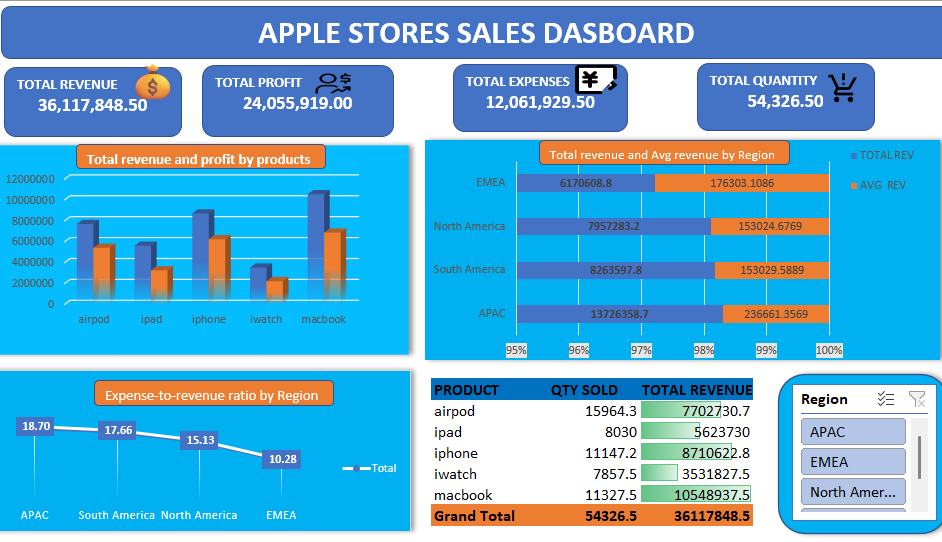 APPLE STORES SALES DASBOARD
TOTAL REVENUE
36,117,848.50
TOTAL PROFIT
24,055,919.00
TOTAL EXPENSES
12,061,929.50
TOTAL QUANTITY
54,326.50
Total revenue and profit by products
12000000
10000000
8000000
6000000
4000000
2000000
0
airpod ipad iphone iwatch macbook
Total revenue and Avg revenue by Region
TOTAL REV
AVG REV
EMEA 6170608.8 176303.1086
North America 7957283.2 153024.6769
South America 8263597.8 153029.5889
APAC 13726358.7 236661.3569
95% 96% 97% 98% 99% 100%
Expense-to-revenue ratio by Region
18.70 17.66 15.13 10.28
Total
APAC South America North America EMEA
PRODUCT QTY SOLD TOTAL REVENUE
airpod 15964.3 7702730.7
ipad 8030 5623730
iphone 11147.2 8710622.8
iwatch 7857.5 3531827.5
macbook 11327.5 10548937.5
Grand Total 54326.5 36117848.5
Region
APAC
EMEA
North Amer...